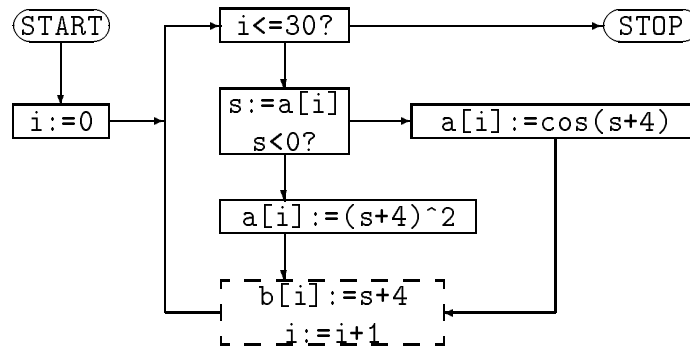 START
i<=30?
STOP
i:=0
s:=a[i]
s<0?
a[i]:=cos(s+4)
a[i]:=(s+4)^2
b[i]:=s+4
i:=i+1